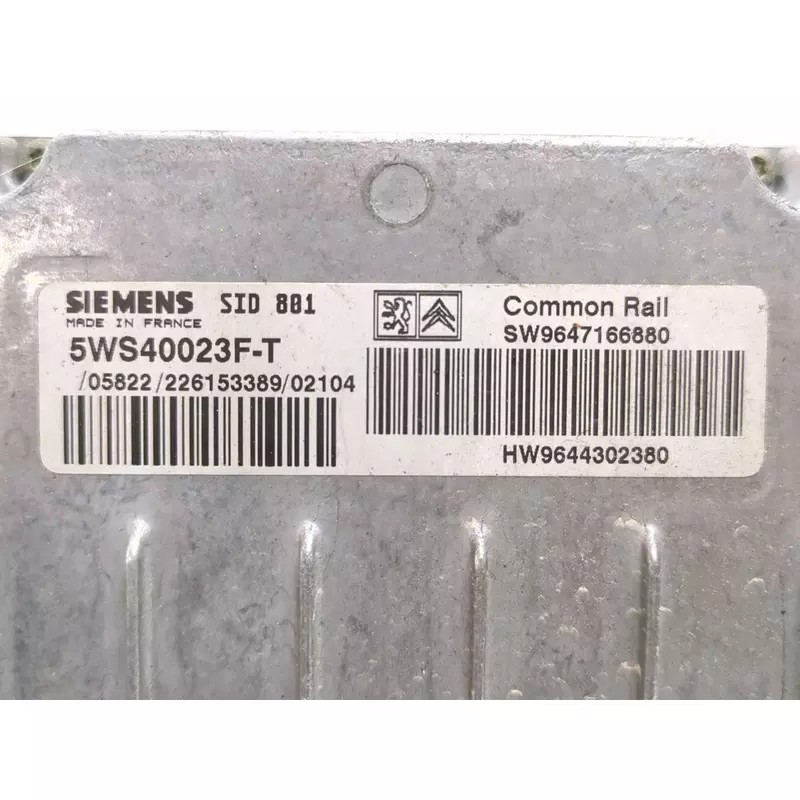 SIEMENS SID 801
MADE IN FRANCE
5WS40023F-T
/05822/226153389/02104
Common Rail
SW9647166880
HW9644302380